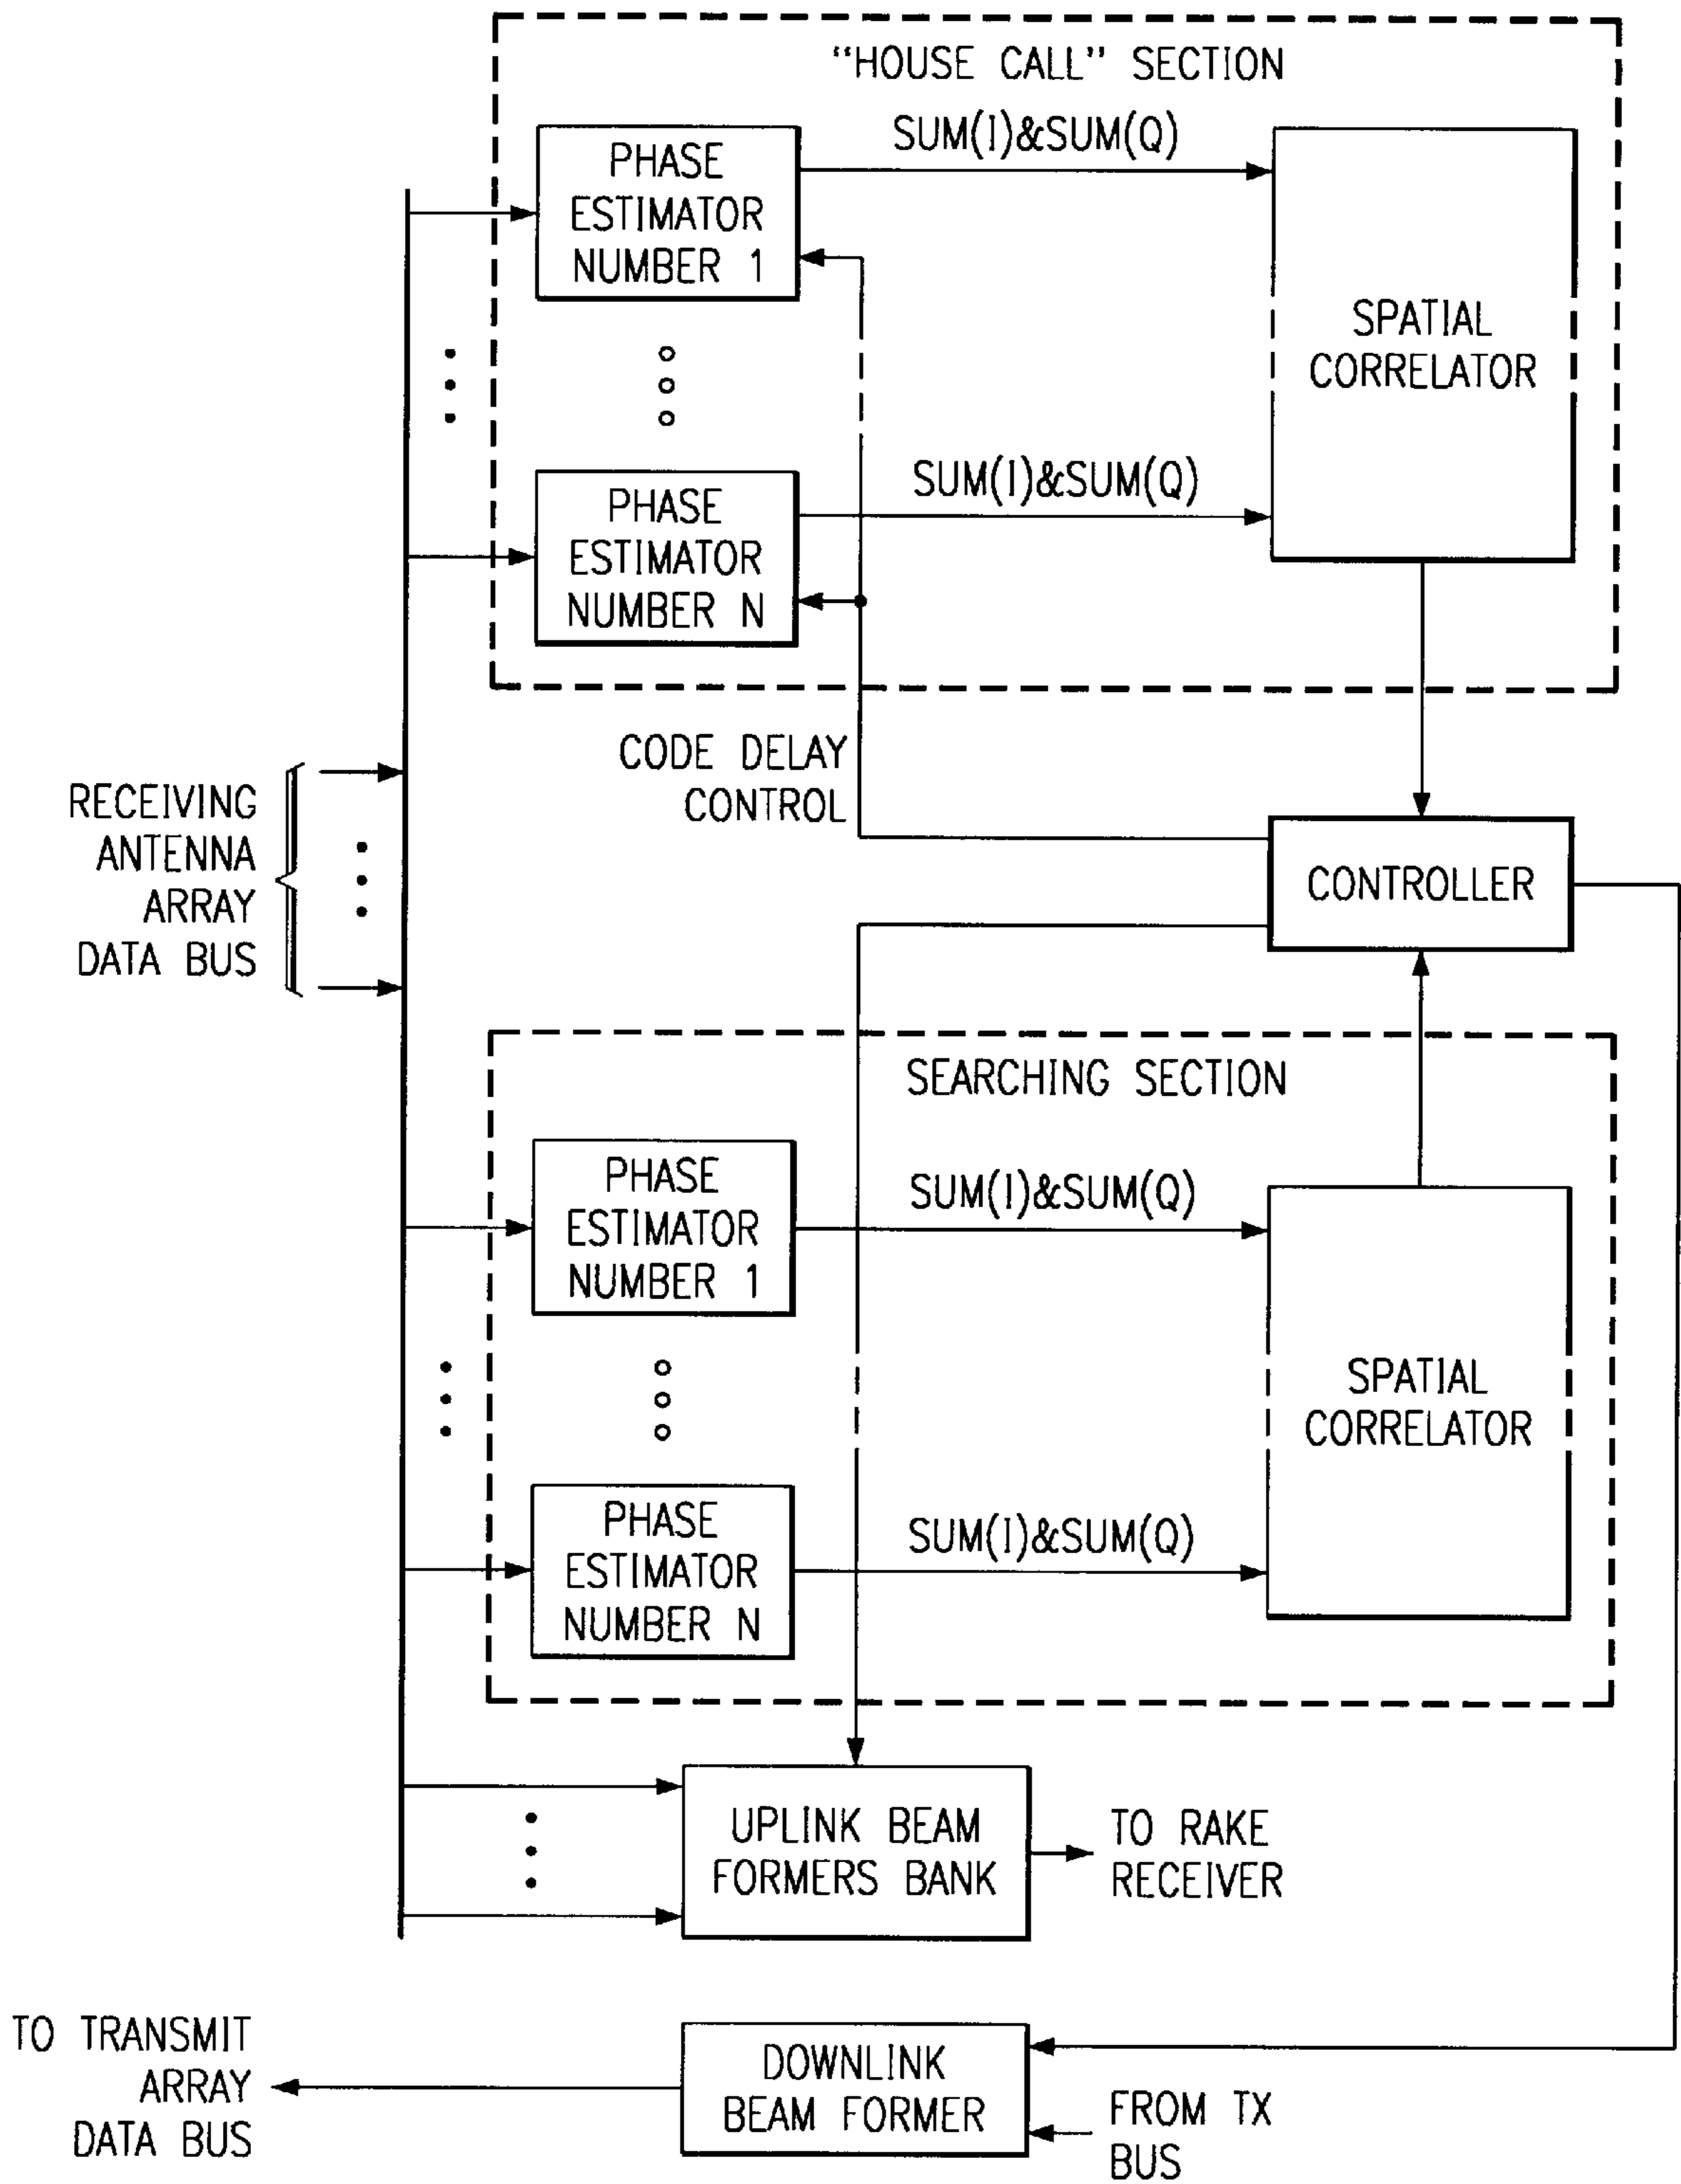 “HOUSE CALL” SECTION
SUM(I)&SUM(Q)
PHASE
ESTIMATOR
NUMBER 1
SPATIAL
CORRELATOR
SUM(I)&SUM(Q)
PHASE
ESTIMATOR
NUMBER N
CODE DELAY
CONTROL
RECEIVING
ANTENNA
ARRAY
DATA BUS
CONTROLLER
SEARCHING SECTION
PHASE
ESTIMATOR
NUMBER 1
SUM(I)&SUM(Q)
SPATIAL
CORRELATOR
PHASE
ESTIMATOR
NUMBER N
SUM(I)&SUM(Q)
UPLINK BEAM
FORMERS BANK
TO RAKE
RECEIVER
TO TRANSMIT
ARRAY
DATA BUS
DOWNLINK
BEAM FORMER
FROM TX
BUS